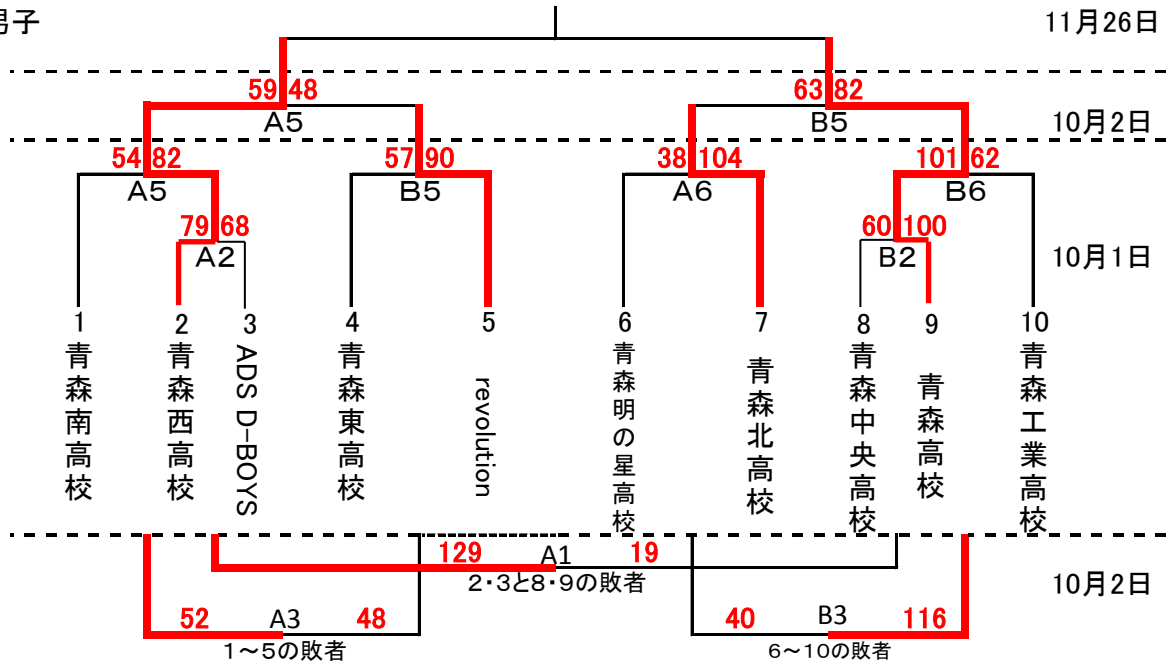 男子
11月26日
59 48
63 82
A5
B5
10月2日
54 82
57 90
38 104
101 62
A5
B5
A6
B6
79 68
60 100
A2
B2
10月1日
1
2
3
4
5
6
7
8
9
10
青森南高校
青森西高校
ADS D-BOYS
青森東高校
revolution
青森明の星高校
青森北高校
青森中央高校
青森高校
青森工業高校
129 A1 19
2・3と8・9の敗者
10月2日
52 A3 48
40 B3 116
1～5の敗者
6～10の敗者